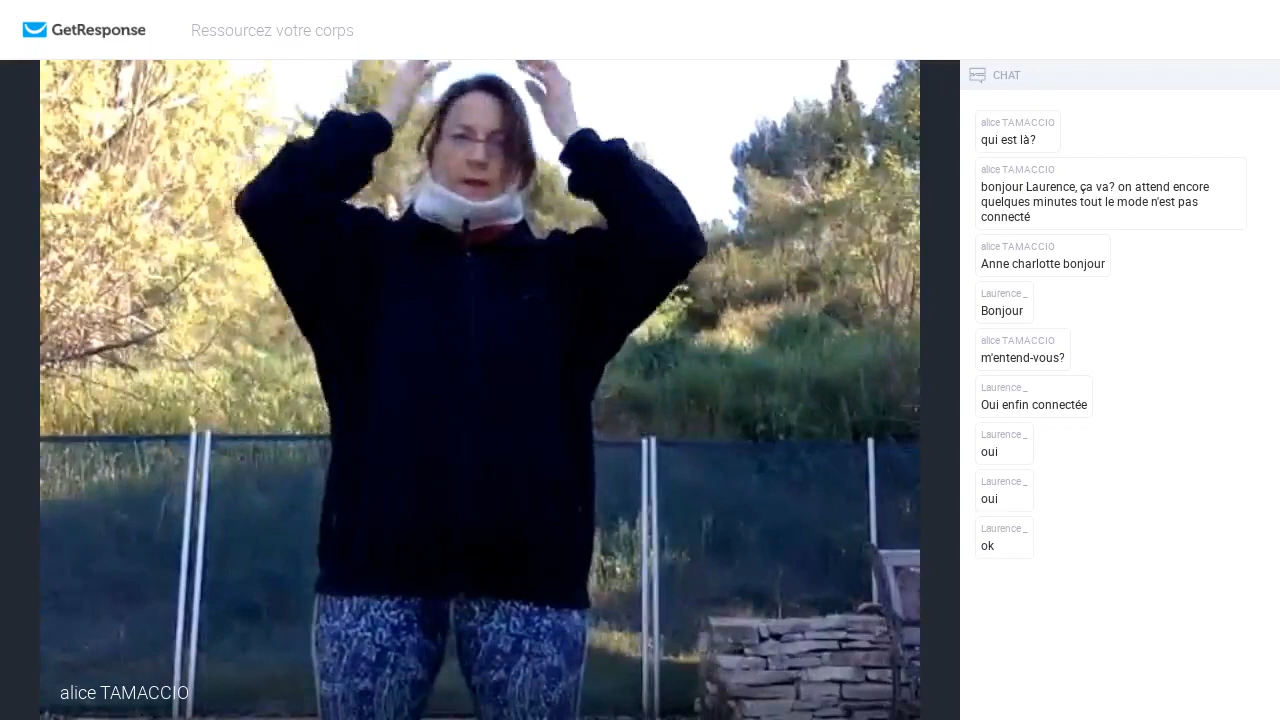 GetResponse
Ressourcez votre corps
CHAT
alice TAMACCIO
qui est là?
alice TAMACCIO
bonjour Laurence, ça va? on attend encore
quelques minutes tout le mode n'est pas
connecté
alice TAMACCIO
Anne charlotte bonjour
Laurence _
Bonjour
alice TAMACCIO
m'entend-vous?
Laurence _
Oui enfin connectée
Laurence _
oui
Laurence _
oui
Laurence _
ok
alice TAMACCIO